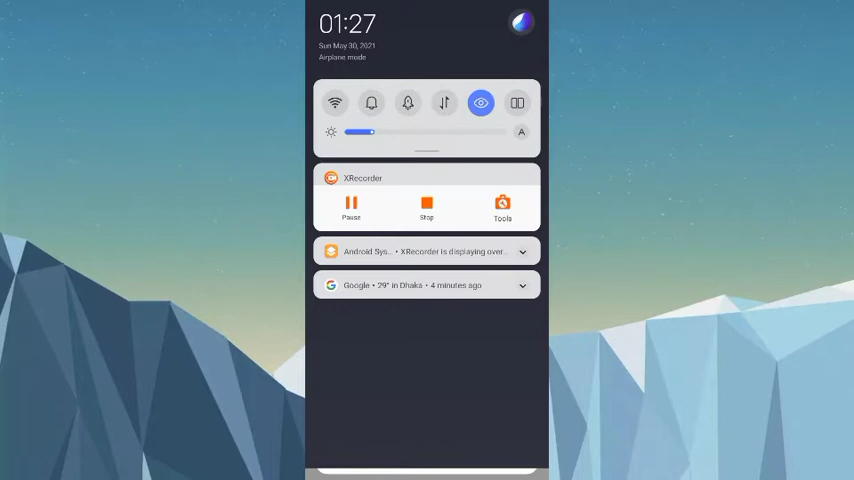 01:27
Sun May 30, 2021
Airplane mode
A
XRecorder
Pause
Stop
Tools
Android Sys... • XRecorder is displaying over...
Google • 29° in Dhaka • 4 minutes ago